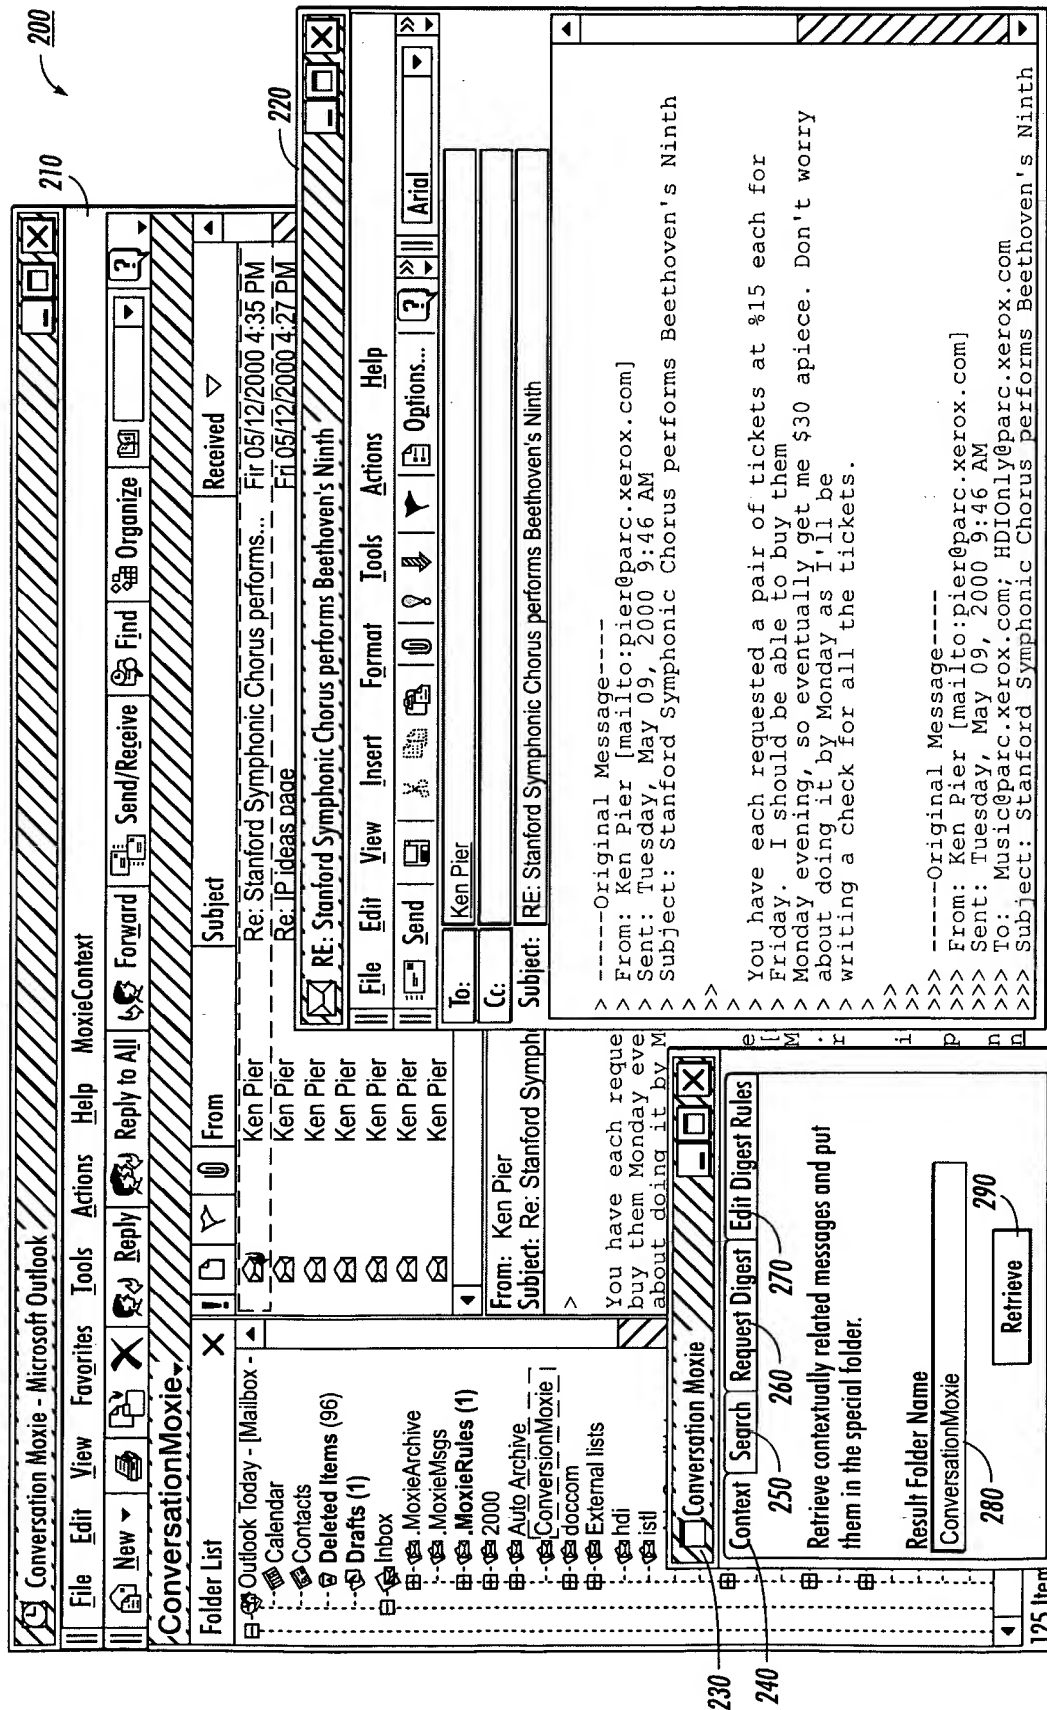 200
210
Conversation Moxie - Microsoft Outlook
File Edit View Favorites Tools Actions Help MoxieContext
New Reply Reply to All Forward Send/Receive Find Organize
ConversationMoxie
Folder List
Outlook Today - [Mailbox -
Calendar
Contacts
Deleted Items (96)
Drafts (1)
Inbox
.MoxieArchive
.MoxieMsgs
.MoxieRules (1)
2000
Auto Archive
ConversionMoxie
doccom
External lists
hdi
istl
125 Item
! From Subject Received
Ken Pier Re: Stanford Symphonic Chorus performs... Fir 05/12/2000 4:35 PM
Ken Pier Re: IP ideas page Fri 05/12/2000 4:27 PM
Ken Pier
Ken Pier
Ken Pier
Ken Pier
Ken Pier
From: Ken Pier
Subject: Re: Stanford Symph
>
You have each reque
buy them Monday eve
about doing it by M
220
RE: Stanford Symphonic Chorus performs Beethoven's Ninth
File Edit View Insert Format Tools Actions Help
Send Options... Arial
To: Ken Pier
Cc:
Subject: RE: Stanford Symphonic Chorus performs Beethoven's Ninth
> -----Original Message-----
> From: Ken Pier [mailto:pier@parc.xerox.com]
> Sent: Tuesday, May 09, 2000 9:46 AM
> Subject: Stanford Symphonic Chorus performs Beethoven's Ninth
>
>>
>
> You have each requested a pair of tickets at %15 each for
> Friday. I should be able to buy them
> Monday evening, so eventually get me $30 apiece. Don't worry
> about doing it by Monday as I'll be
> writing a check for all the tickets.
>
>>
>>
>>> -----Original Message-----
>>> From: Ken Pier [mailto:pier@parc.xerox.com]
>>> Sent: Tuesday, May 09, 2000 9:46 AM
>>> To: Music@parc.xerox.com; HDIOnly@parc.xerox.com
>>> Subject: Stanford Symphonic Chorus performs Beethoven's Ninth
230
Conversation Moxie
240
Context Search Request Digest Edit Digest Rules
250 260 270
Retrieve contextually related messages and put
them in the special folder.
Result Folder Name
ConversationMoxie
280
290
Retrieve